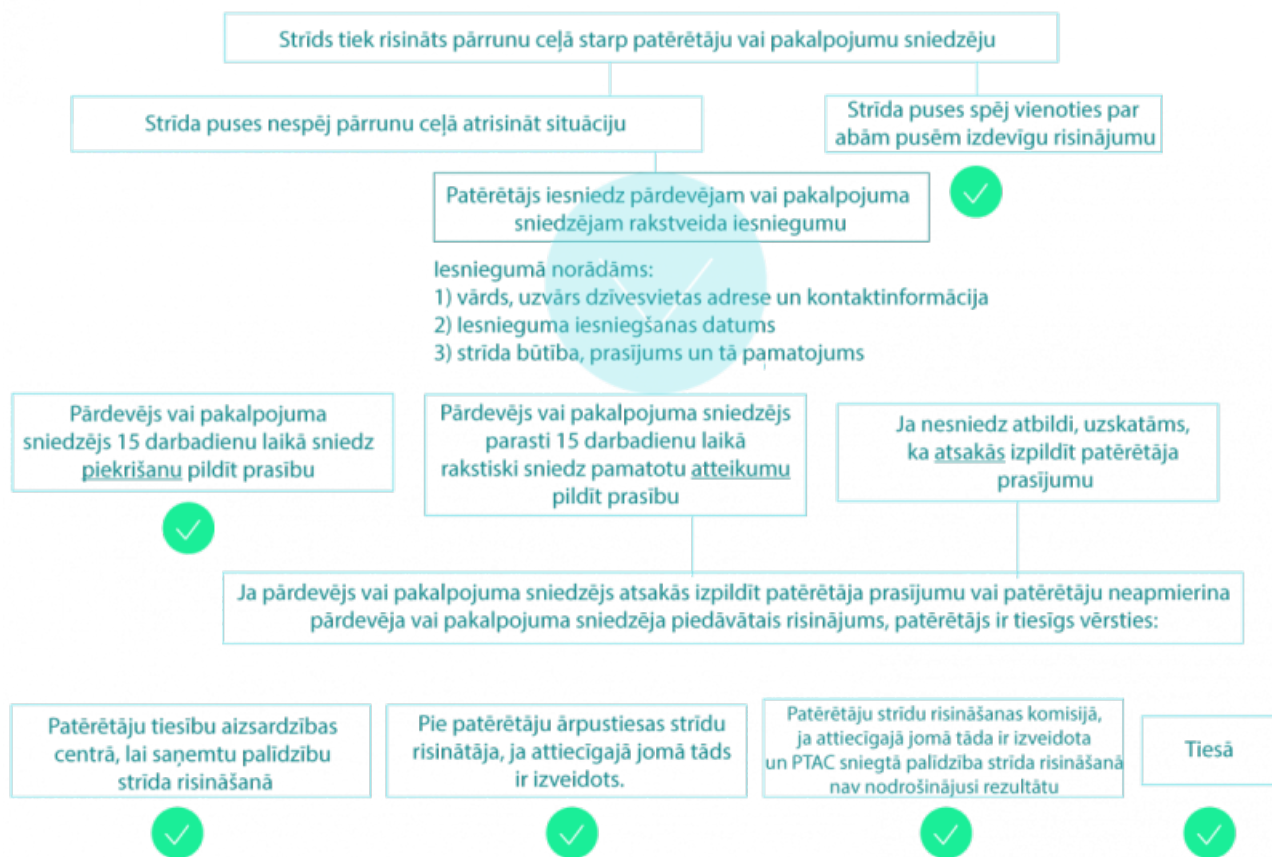 Strīds tiek risināts pārrunu ceļā starp patērētāju vai pakalpojumu sniedzēju
Strīda puses nespēj pārrunu ceļā atrisināt situāciju
Strīda puses spēj vienoties par
abām pusēm izdevīgu risinājumu
Patērētājs iesniedz pārdevējam vai pakalpojuma
sniedzējam rakstveida iesniegumu
Iesniegumā norādāms:
1) vārds, uzvārs dzīvesvietas adrese un kontaktinformācija
2) Iesnieguma iesniegšanas datums
3) strīda būtība, prasījums un tā pamatojums
Pārdevējs vai pakalpojuma
sniedzējs 15 darbadienu laikā sniedz
piekrišanu pildīt prasību
Pārdevējs vai pakalpojuma sniedzējs
parasti 15 darbadienu laikā
rakstiski sniedz pamatotu atteikumu
pildīt prasību
Ja nesniedz atbildi, uzskatāms,
ka atsakās izpildīt patērētāja
prasījumu
Ja pārdevējs vai pakalpojuma sniedzējs atsakās izpildīt patērētāja prasījumu vai patērētāju neapmierina
pārdevēja vai pakalpojuma sniedzēja piedāvātais risinājums, patērētājs ir tiesīgs vērsties:
Patērētāju tiesību aizsardzības
centrā, lai saņemtu palīdzību
strīda risināšanā
Pie patērētāju ārpustiesas strīdu
risinātāja, ja attiecīgajā jomā tāds
ir izveidots.
Patērētāju strīdu risināšanas komisijā,
ja attiecīgajā jomā tāda ir izveidota
un PTAC sniegtā palīdzība strīda risināšanā
nav nodrošinājusi rezultātu
Tiesā